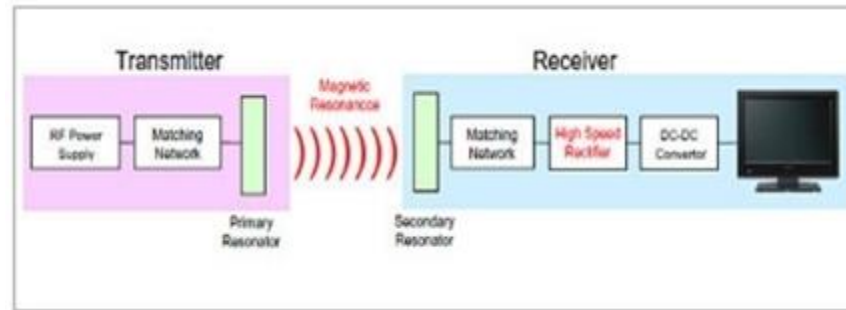 Transmitter
Receiver
Magnetic
Resonances
RF Power
Supply
Matching
Network
Matching
Network
High Speed
Rectifier
DC-DC
Convertor
Primary
Resonator
Secondary
Resonator